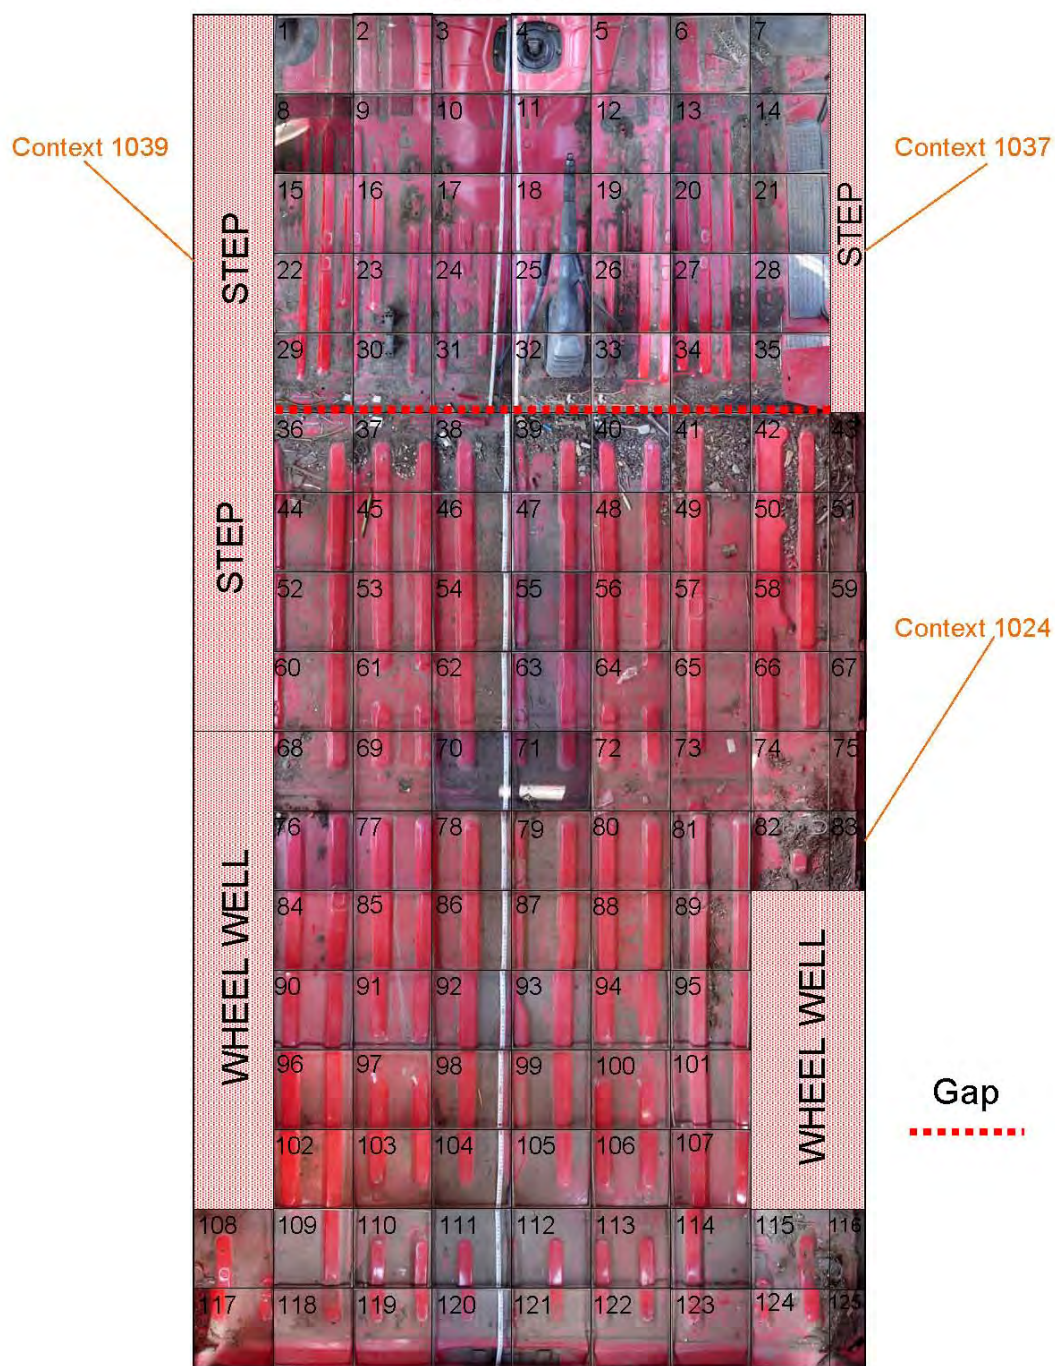 1 2 3 4 5 6 7
8 9 10 11 12 13 14
Context 1039
Context 1037
15 16 17 18 19 20 21
STEP
STEP
22 23 24 25 26 27 28
29 30 31 32 33 34 35
36 37 38 39 40 41 42 43
44 45 46 47 48 49 50 51
STEP
52 53 54 55 56 57 58 59
Context 1024
60 61 62 63 64 65 66 67
68 69 70 71 72 73 74 75
76 77 78 79 80 81 82 83
WHEEL WELL
84 85 86 87 88 89
90 91 92 93 94 95
WHEEL WELL
96 97 98 99 100 101
Gap
102 103 104 105 106 107
108 109 110 111 112 113 114 115 116
117 118 119 120 121 122 123 124 125